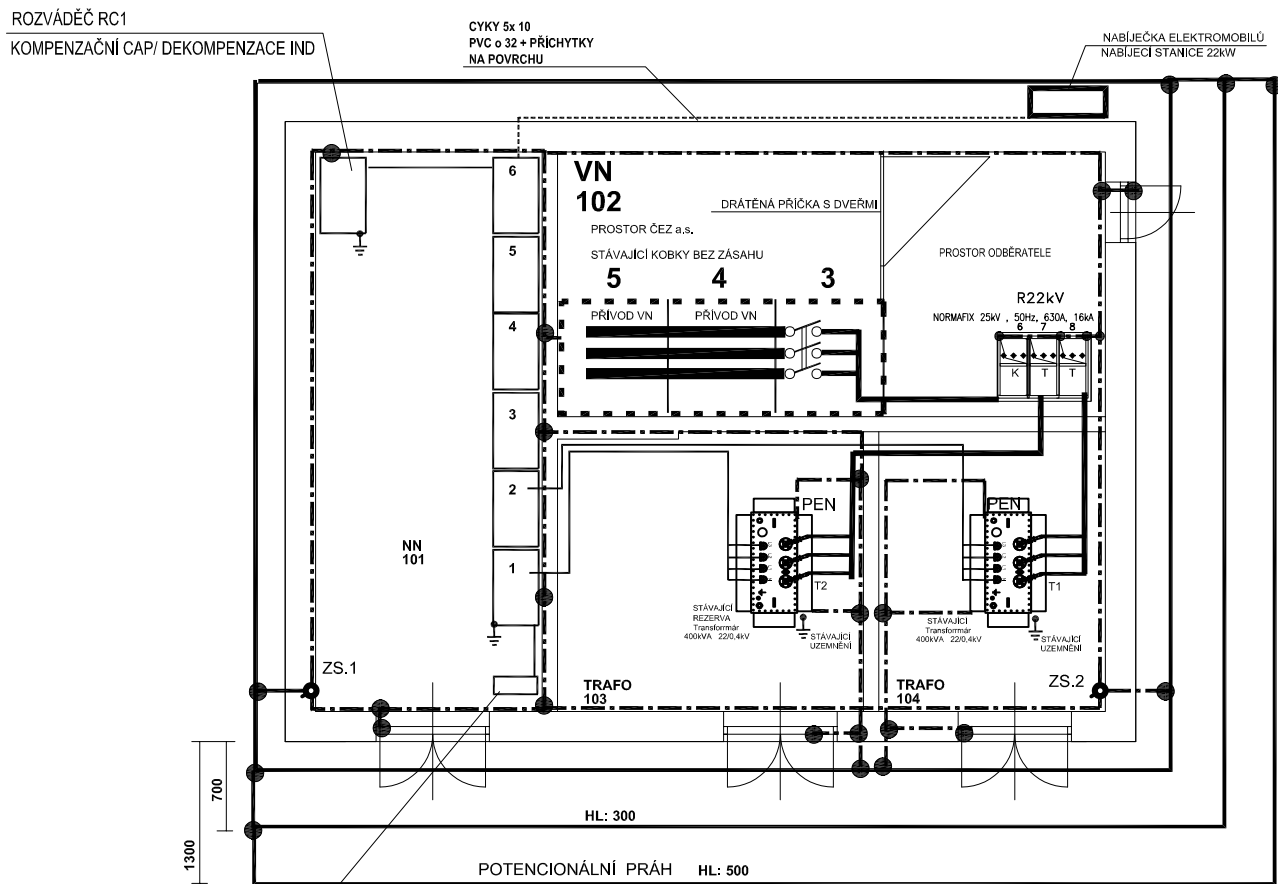 ROZVÁDĚČ RC1
KOMPENZAČNÍ CAP/ DEKOMPENZACE IND
CYKY 5x 10
PVC o 32 + PŘÍCHYTKY
NA POVRCHU
NABÍJEČKA ELEKTROMOBILŮ
NABÍJECÍ STANICE 22kW
VN
102
PROSTOR ČEZ a.s.
STÁVAJÍCÍ KOBKY BEZ ZÁSAHU
DRÁTĚNÁ PŘÍČKA S DVEŘMI
PROSTOR ODBĚRATELE
5
4
3
PŘÍVOD VN
PŘÍVOD VN
R22kV
NORMAFIX 25kV , 50Hz, 630A, 16kA
6 7 8
K T T
6
5
4
3
2
1
NN
101
PEN
T2
STÁVAJÍCÍ
REZERVA
Transformár
400kVA 22/0,4kV
STÁVAJÍCÍ
UZEMNĚNÍ
PEN
T1
STÁVAJÍCÍ
Transformár
400kVA 22/0,4kV
STÁVAJÍCÍ
UZEMNĚNÍ
ZS.1
TRAFO
103
TRAFO
104
ZS.2
700
1300
HL: 300
POTENCIONÁLNÍ PRÁH HL: 500